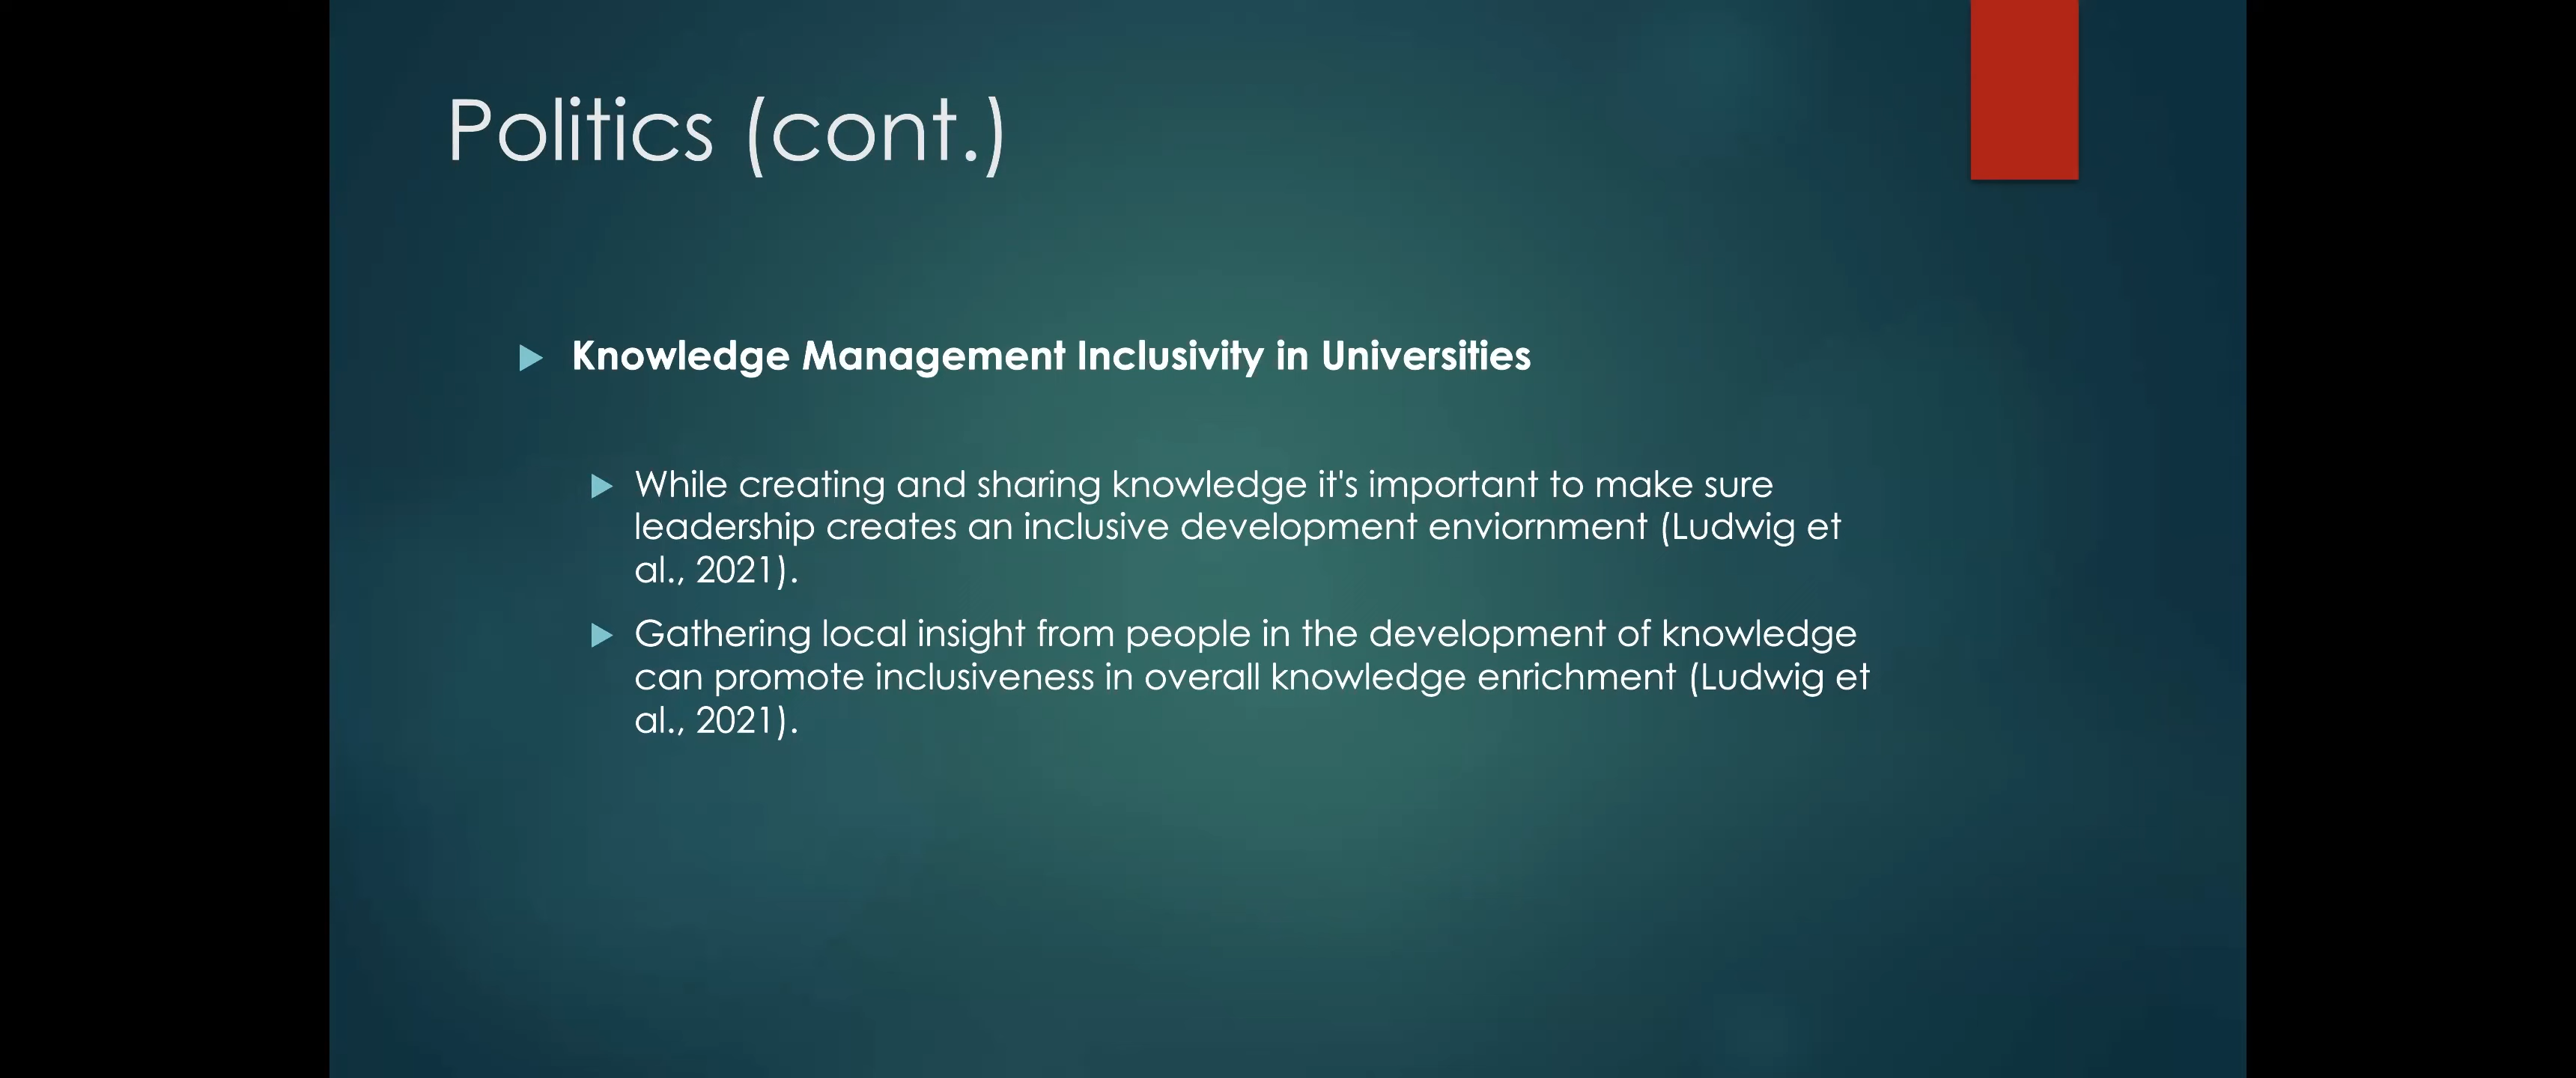 Politics (cont.)
Knowledge Management Inclusivity in Universities
While creating and sharing knowledge it's important to make sure
leadership creates an inclusive development enviornment (Ludwig et
al., 2021).
Gathering local insight from people in the development of knowledge
can promote inclusiveness in overall knowledge enrichment (Ludwig et
al., 2021).